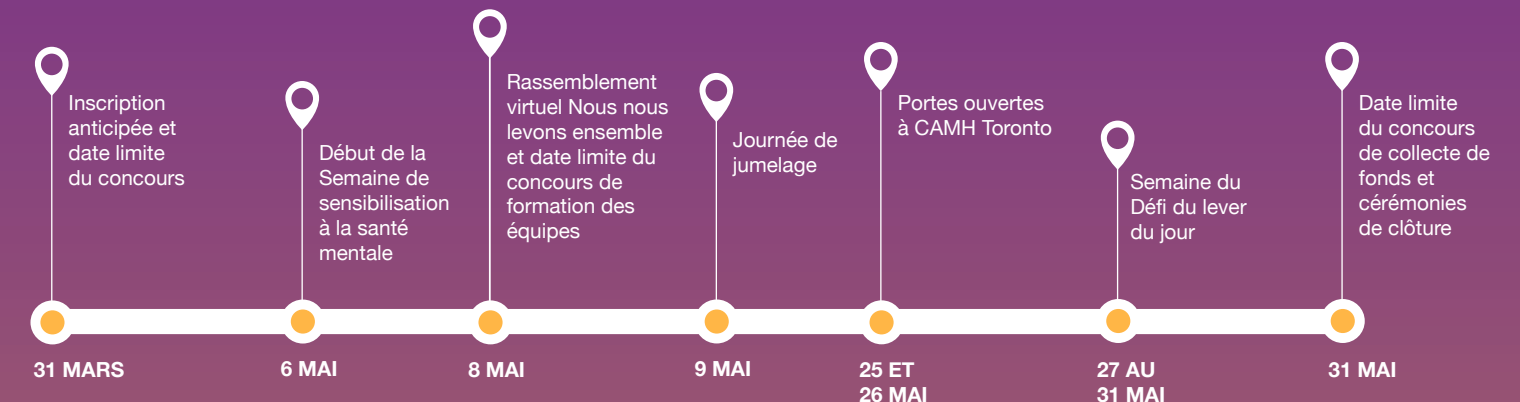 Inscription
anticipée et
date limite
du concours
31 MARS
Début de la
Semaine de
sensibilisation
à la santé
mentale
6 MAI
Rassemblement
virtuel Nous nous
levons ensemble
et date limite du
concours de
formation des
équipes
8 MAI
Journée de
jumelage
9 MAI
Portes ouvertes
à CAMH Toronto
25 ET
26 MAI
Semaine du
Défi du lever
du jour
27 AU
31 MAI
Date limite
du concours
de collecte de
fonds et
cérémonies
de clôture
31 MAI